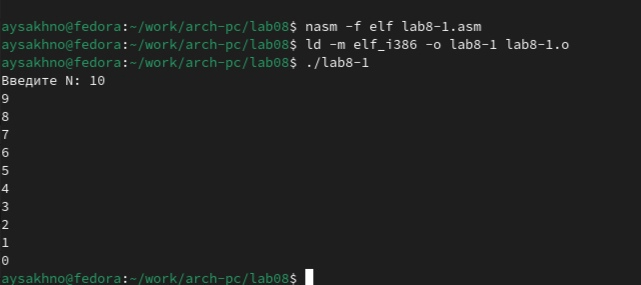 aysakhno@fedora:~/work/arch-pc/lab08$ nasm -f elf lab8-1.asm
aysakhno@fedora:~/work/arch-pc/lab08$ ld -m elf_i386 -o lab8-1 lab8-1.o
aysakhno@fedora:~/work/arch-pc/lab08$ ./lab8-1
Введите N: 10
9
8
7
6
5
4
3
2
1
0
aysakhno@fedora:~/work/arch-pc/lab08$